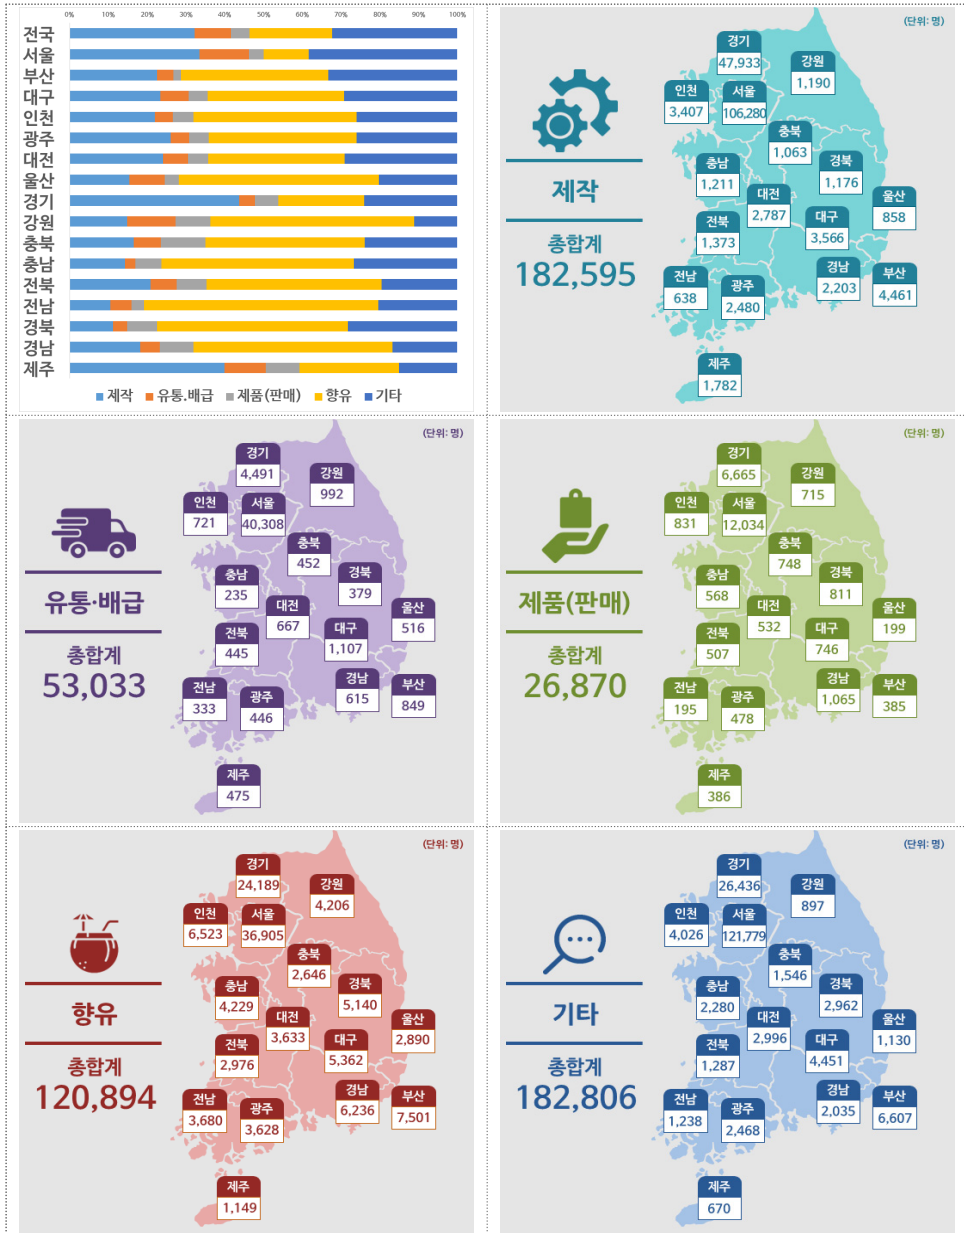 0% 10% 20% 30% 40% 50% 60% 70% 80% 90% 100%
전국
서울
부산
대구
인천
광주
대전
울산
경기
강원
충북
충남
전북
전남
경북
경남
제주
제작 유통.배급 제품(판매) 향유 기타
(단위: 명)
제작
총합계
182,595
경기
47,933
강원
1,190
인천
3,407
서울
106,280
충북
1,063
충남
1,211
경북
1,176
대전
2,787
울산
858
전북
1,373
대구
3,566
전남
638
광주
2,480
경남
2,203
부산
4,461
제주
1,782
(단위: 명)
유통·배급
총합계
53,033
경기
4,491
강원
992
인천
721
서울
40,308
충북
452
충남
235
경북
379
대전
667
울산
516
전북
445
대구
1,107
전남
333
광주
446
경남
615
부산
849
제주
475
(단위: 명)
제품(판매)
총합계
26,870
경기
6,665
강원
715
인천
831
서울
12,034
충북
748
충남
568
경북
811
대전
532
울산
199
전북
507
대구
746
전남
195
광주
478
경남
1,065
부산
385
제주
386
(단위: 명)
향유
총합계
120,894
경기
24,189
강원
4,206
인천
6,523
서울
36,905
충북
2,646
충남
4,229
경북
5,140
대전
3,633
울산
2,890
전북
2,976
대구
5,362
전남
3,680
광주
3,628
경남
6,236
부산
7,501
제주
1,149
(단위: 명)
기타
총합계
182,806
경기
26,436
강원
897
인천
4,026
서울
121,779
충북
1,546
충남
2,280
경북
2,962
대전
2,996
울산
1,130
전북
1,287
대구
4,451
전남
1,238
광주
2,468
경남
2,035
부산
6,607
제주
670